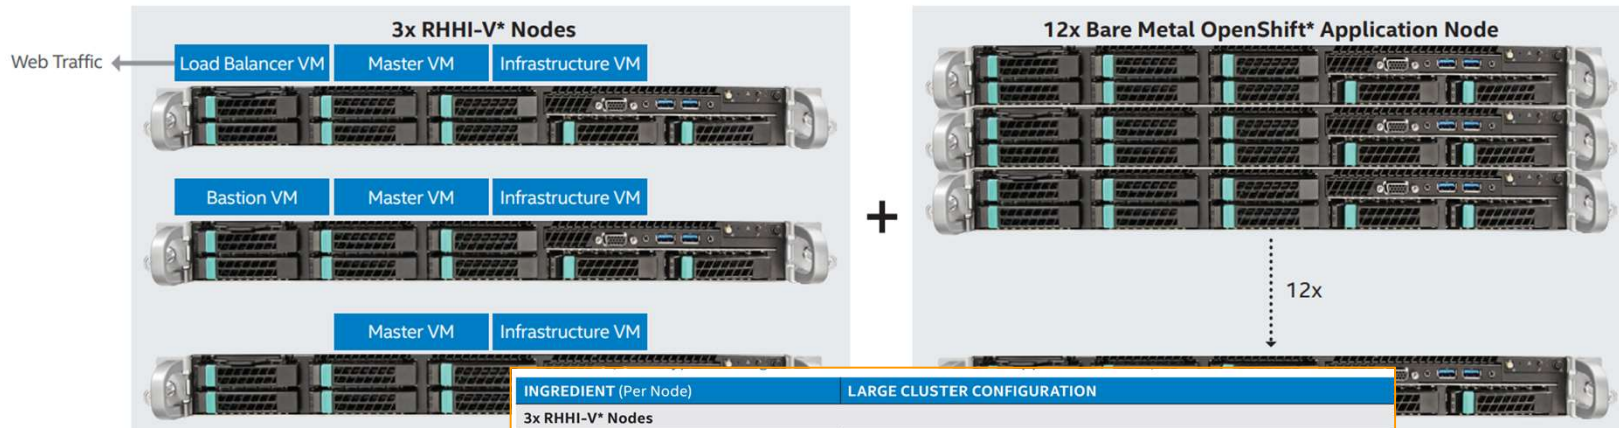 3x RHHI-V* Nodes
12x Bare Metal OpenShift* Application Node
Web Traffic
Load Balancer VM
Master VM
Infrastructure VM
Bastion VM
Master VM
Infrastructure VM
+
12x
Master VM
Infrastructure VM
INGREDIENT (Per Node)
LARGE CLUSTER CONFIGURATION
3x RHHI-V* Nodes